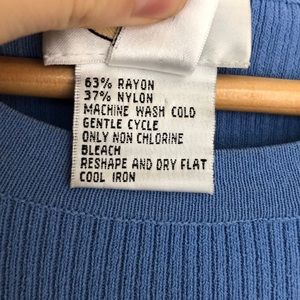 63% RAYON
37% NYLON
MACHINE WASH COLD
GENTLE CYCLE
ONLY NON CHLORINE
BLEACH
RESHAPE AND DRY FLAT
COOL IRON